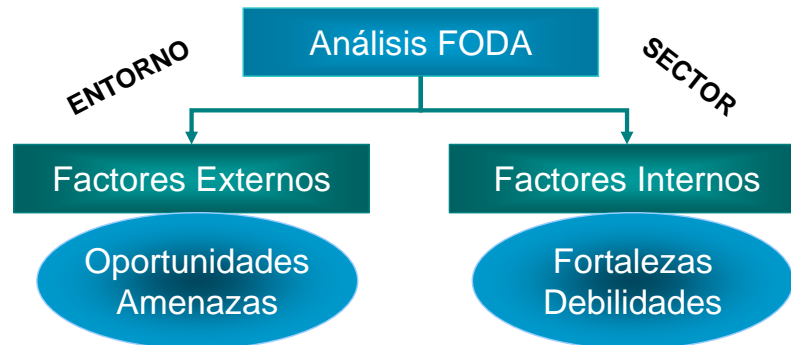 Análisis FODA
ENTORNO
SECTOR
Factores Externos
Factores Internos
Oportunidades
Amenazas
Fortalezas
Debilidades